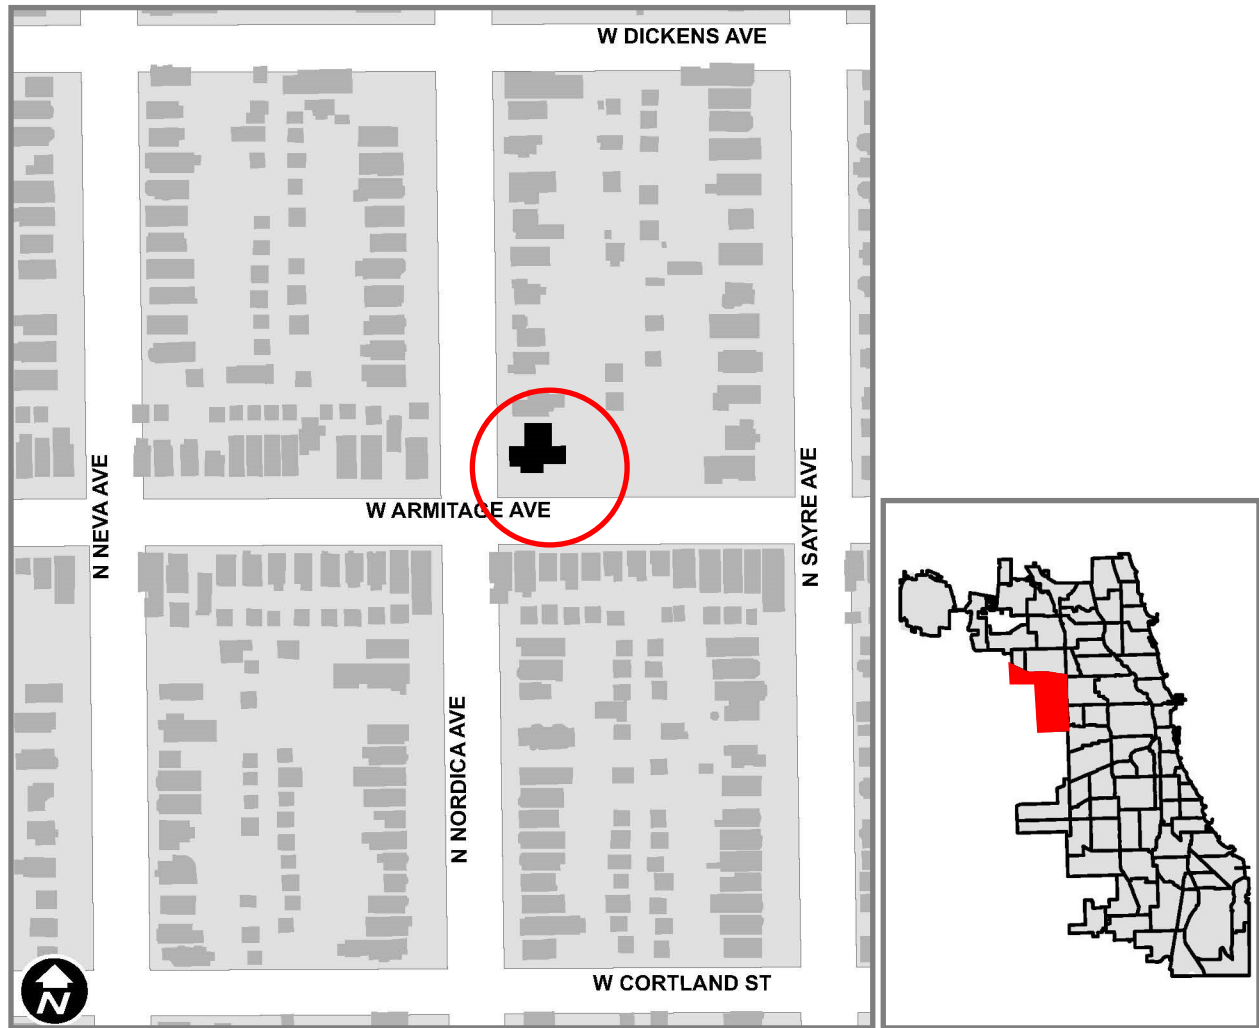 W DICKENS AVE
N NEVA AVE
W ARMITAGE AVE
N SAYRE AVE
N NORDICA AVE
W CORTLAND ST
N